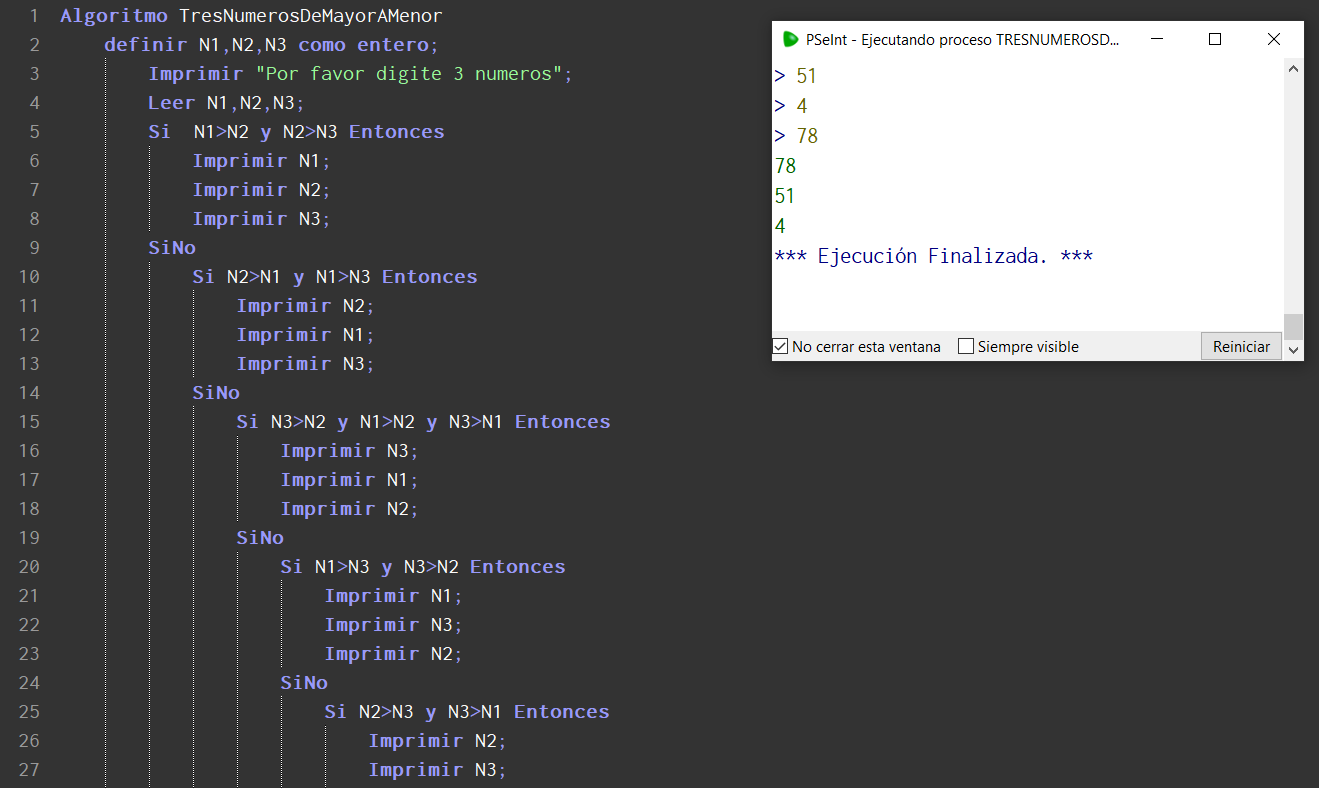 1 Algoritmo TresNumerosDeMayorAMenor
2 definir N1,N2,N3 como entero;
3 Imprimir "Por favor digite 3 numeros";
4 Leer N1,N2,N3;
5 Si  N1>N2 y N2>N3 Entonces
6 Imprimir N1;
7 Imprimir N2;
8 Imprimir N3;
9 SiNo
10 Si N2>N1 y N1>N3 Entonces
11 Imprimir N2;
12 Imprimir N1;
13 Imprimir N3;
14 SiNo
15 Si N3>N2 y N1>N2 y N3>N1 Entonces
16 Imprimir N3;
17 Imprimir N1;
18 Imprimir N2;
19 SiNo
20 Si N1>N3 y N3>N2 Entonces
21 Imprimir N1;
22 Imprimir N3;
23 Imprimir N2;
24 SiNo
25 Si N2>N3 y N3>N1 Entonces
26 Imprimir N2;
27 Imprimir N3;
PSeInt - Ejecutando proceso TRESNUMEROSD...
> 51
> 4
> 78
78
51
4
*** Ejecución Finalizada. ***
No cerrar esta ventana Siempre visible Reiniciar